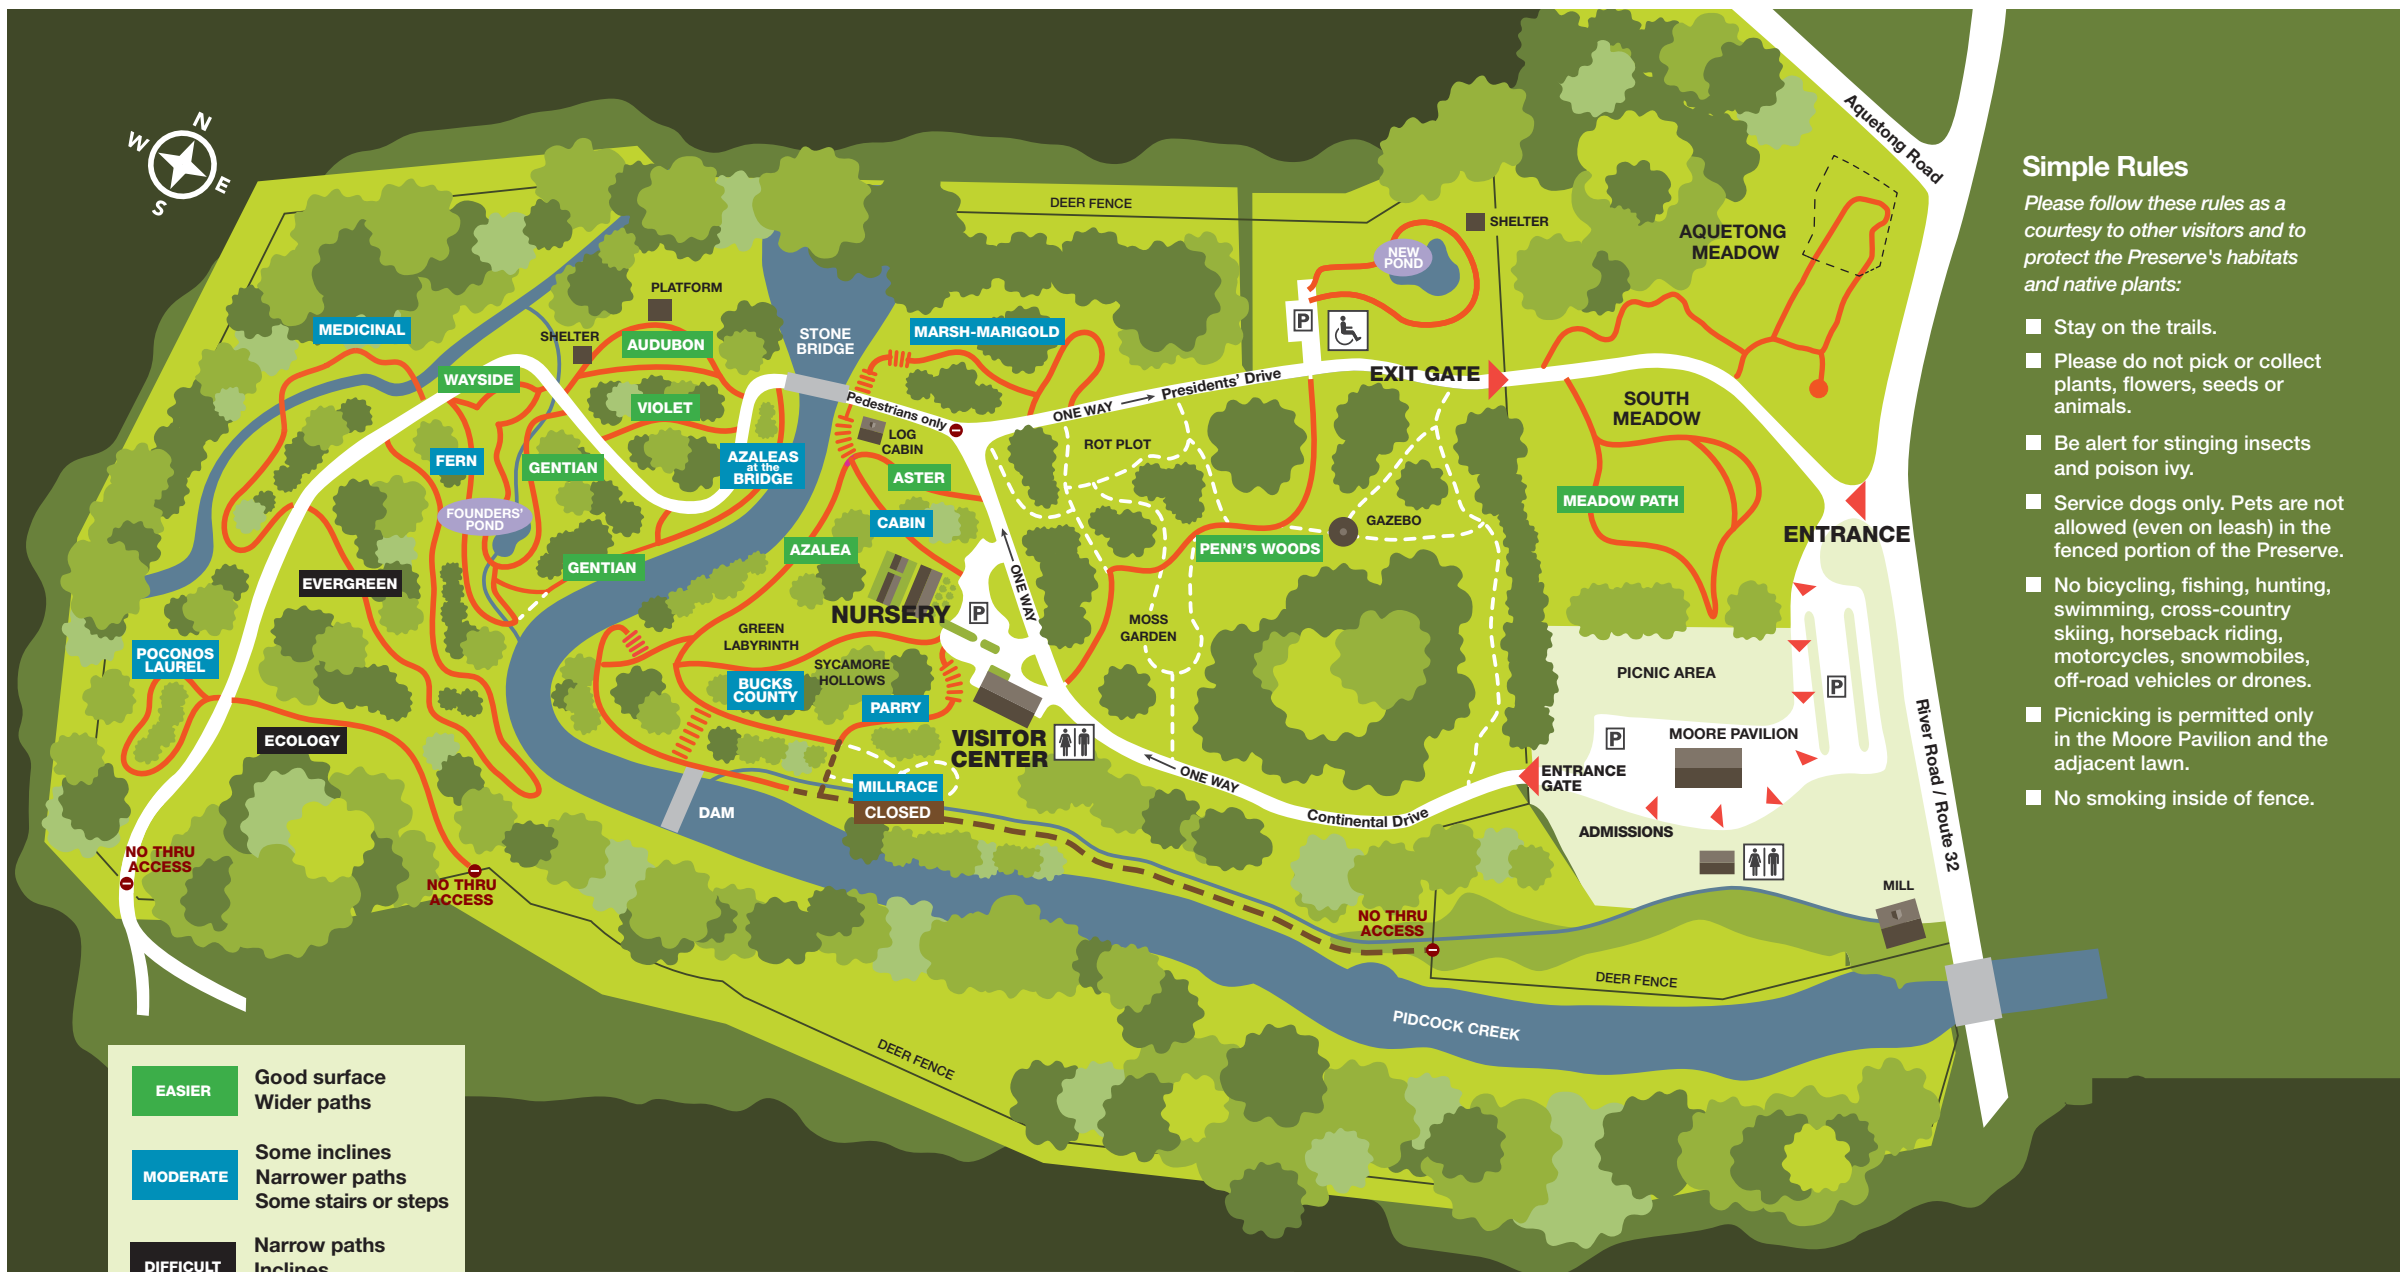 N
W
E
S
Aquetong Road
DEER FENCE
SHELTER
NEW
POND
AQUETONG
MEADOW
PLATFORM
SHELTER
AUDUBON
MEDICINAL
STONE
BRIDGE
MARSH-MARIGOLD
P
WAYSIDE
VIOLET
Pedestrians only
ONE WAY
Presidents' Drive
EXIT GATE
SOUTH
MEADOW
LOG
CABIN
ROT PLOT
FERN
GENTIAN
AZALEAS
at the
BRIDGE
ASTER
MEADOW PATH
FOUNDERS'
POND
CABIN
GAZEBO
ENTRANCE
AZALEA
PENN'S WOODS
GENTIAN
EVERGREEN
ONE WAY
NURSERY
P
GREEN
LABYRINTH
MOSS
GARDEN
POCONOS
LAUREL
SYCAMORE
HOLLOWS
BUCKS
COUNTY
PARRY
PICNIC AREA
P
ECOLOGY
VISITOR
CENTER
P
MOORE PAVILION
River Road / Route 32
ENTRANCE
GATE
ONE WAY
Continental Drive
MILLRACE
CLOSED
DAM
ADMISSIONS
NO THRU
ACCESS
NO THRU
ACCESS
MILL
NO THRU
ACCESS
DEER FENCE
PIDCOCK CREEK
DEER FENCE
EASIER
Good surface
Wider paths
MODERATE
Some inclines
Narrower paths
Some stairs or steps
DIFFICULT
Narrow paths
Inclines
Simple Rules
Please follow these rules as a
courtesy to other visitors and to
protect the Preserve's habitats
and native plants:
Stay on the trails.
Please do not pick or collect
plants, flowers, seeds or
animals.
Be alert for stinging insects
and poison ivy.
Service dogs only. Pets are not
allowed (even on leash) in the
fenced portion of the Preserve.
No bicycling, fishing, hunting,
swimming, cross-country
skiing, horseback riding,
motorcycles, snowmobiles,
off-road vehicles or drones.
Picnicking is permitted only
in the Moore Pavilion and the
adjacent lawn.
No smoking inside of fence.